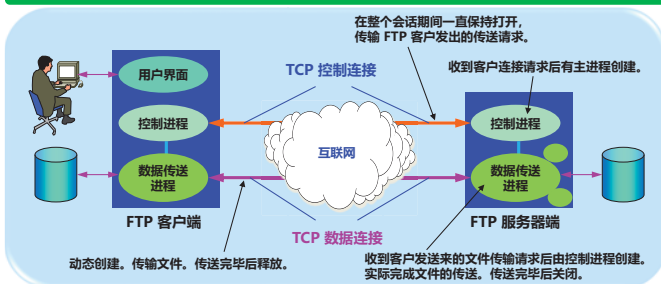 在整个会话期间一直保持打开，
传输 FTP 客户发出的传送请求。
TCP 控制连接
收到客户连接请求后有主进程创建。
用户界面
控制进程
互联网
控制进程
数据传送
进程
数据传送
进程
FTP 客户端
FTP 服务器端
TCP 数据连接
动态创建。传输文件。传送完毕后释放。
收到客户发送来的文件传输请求后由控制进程创建。
实际完成文件的传送。传送完毕后关闭。